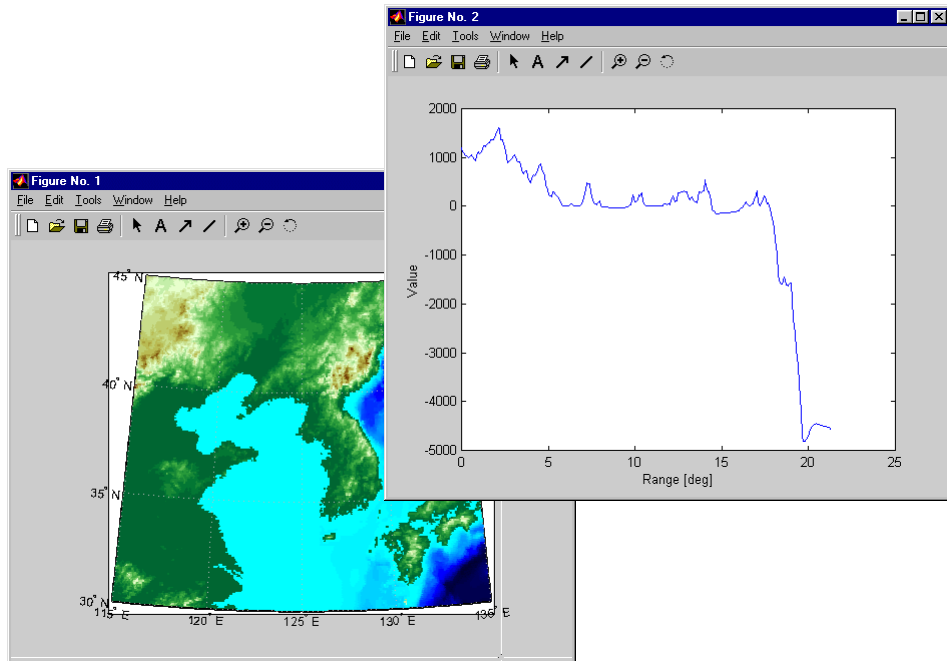 Figure No. 2
File Edit Tools Window Help
A
2000
1000
0
-1000
-2000
-3000
-4000
-5000
Value
0 5 10 15 20 25
Range [deg]
Figure No. 1
File Edit Tools Window Help
A
45° N
40° N
35° N
30° N
115° E 120° E 125° E 130° E 135° E